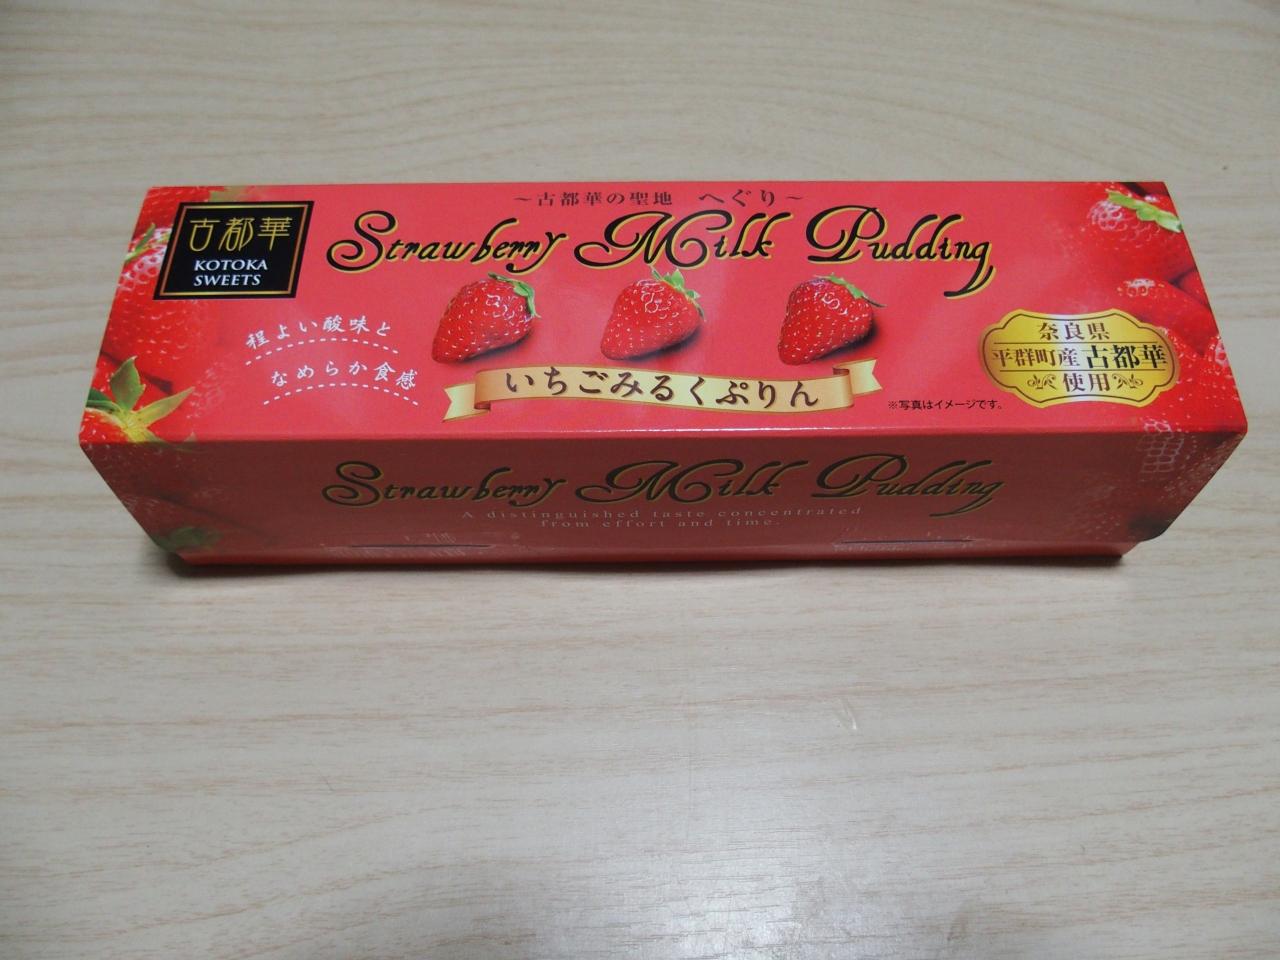 ～古都華の聖地 へぐり～
古都華
KOTOKA
SWEETS
Strawberry Milk Pudding
程よい酸味と
なめらか食感
いちごみるくぷりん
奈良県
平群町産古都華
使用
※写真はイメージです。
Strawberry Milk Pudding
A distinguished taste concentrated
from effort and time.